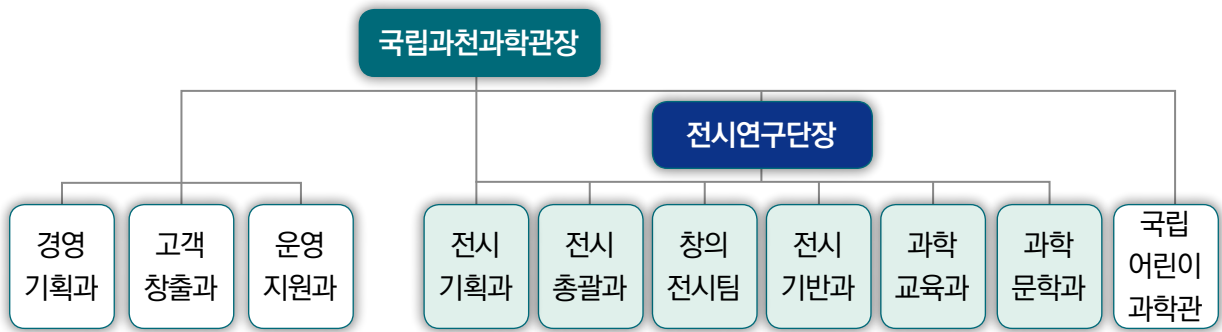 국립과천과학관장
전시연구단장
경영
기획과
고객
창출과
운영
지원과
전시
기획과
전시
총괄과
창의
전시팀
전시
기반과
과학
교육과
과학
문학과
국립
어린이
과학관